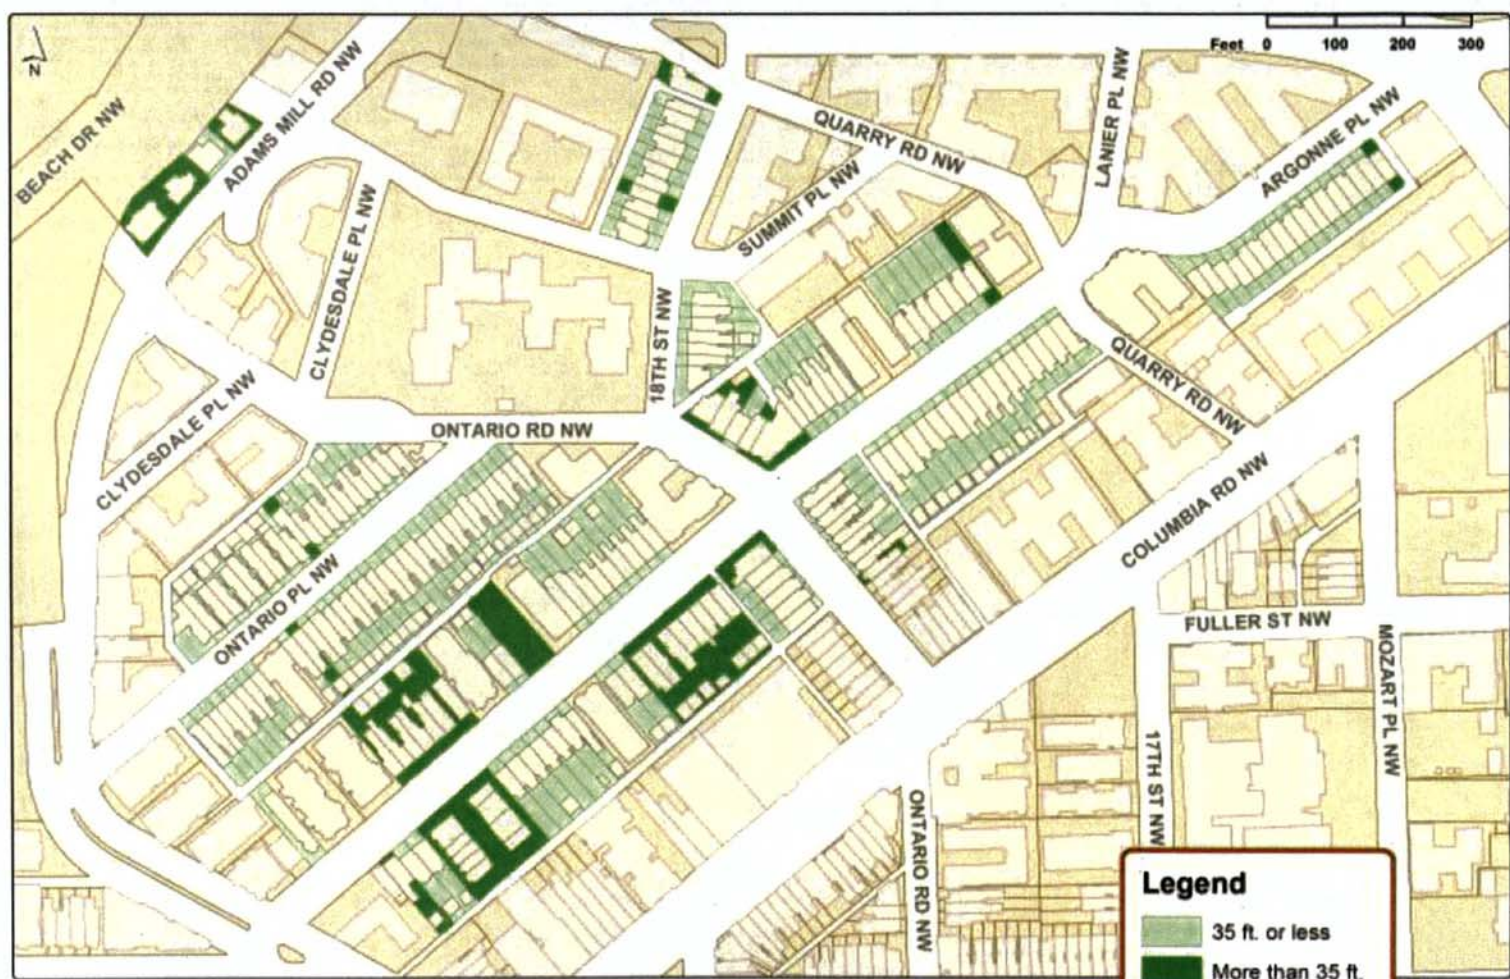 Feet 0 100 200 300
N
BEACH DR NW
ADAMS MILL RD NW
QUARRY RD NW
LANIER PL NW
ARGONNE PL NW
SUMMIT PL NW
CLYDESDALE PL NW
18TH ST NW
QUARRY RD NW
CLYDESDALE PL NW
ONTARIO RD NW
COLUMBIA RD NW
ONTARIO PL NW
FULLER ST NW
MOZART PL NW
17TH ST NW
ONTARIO RD NW
Legend
35 ft. or less
More than 35 ft.